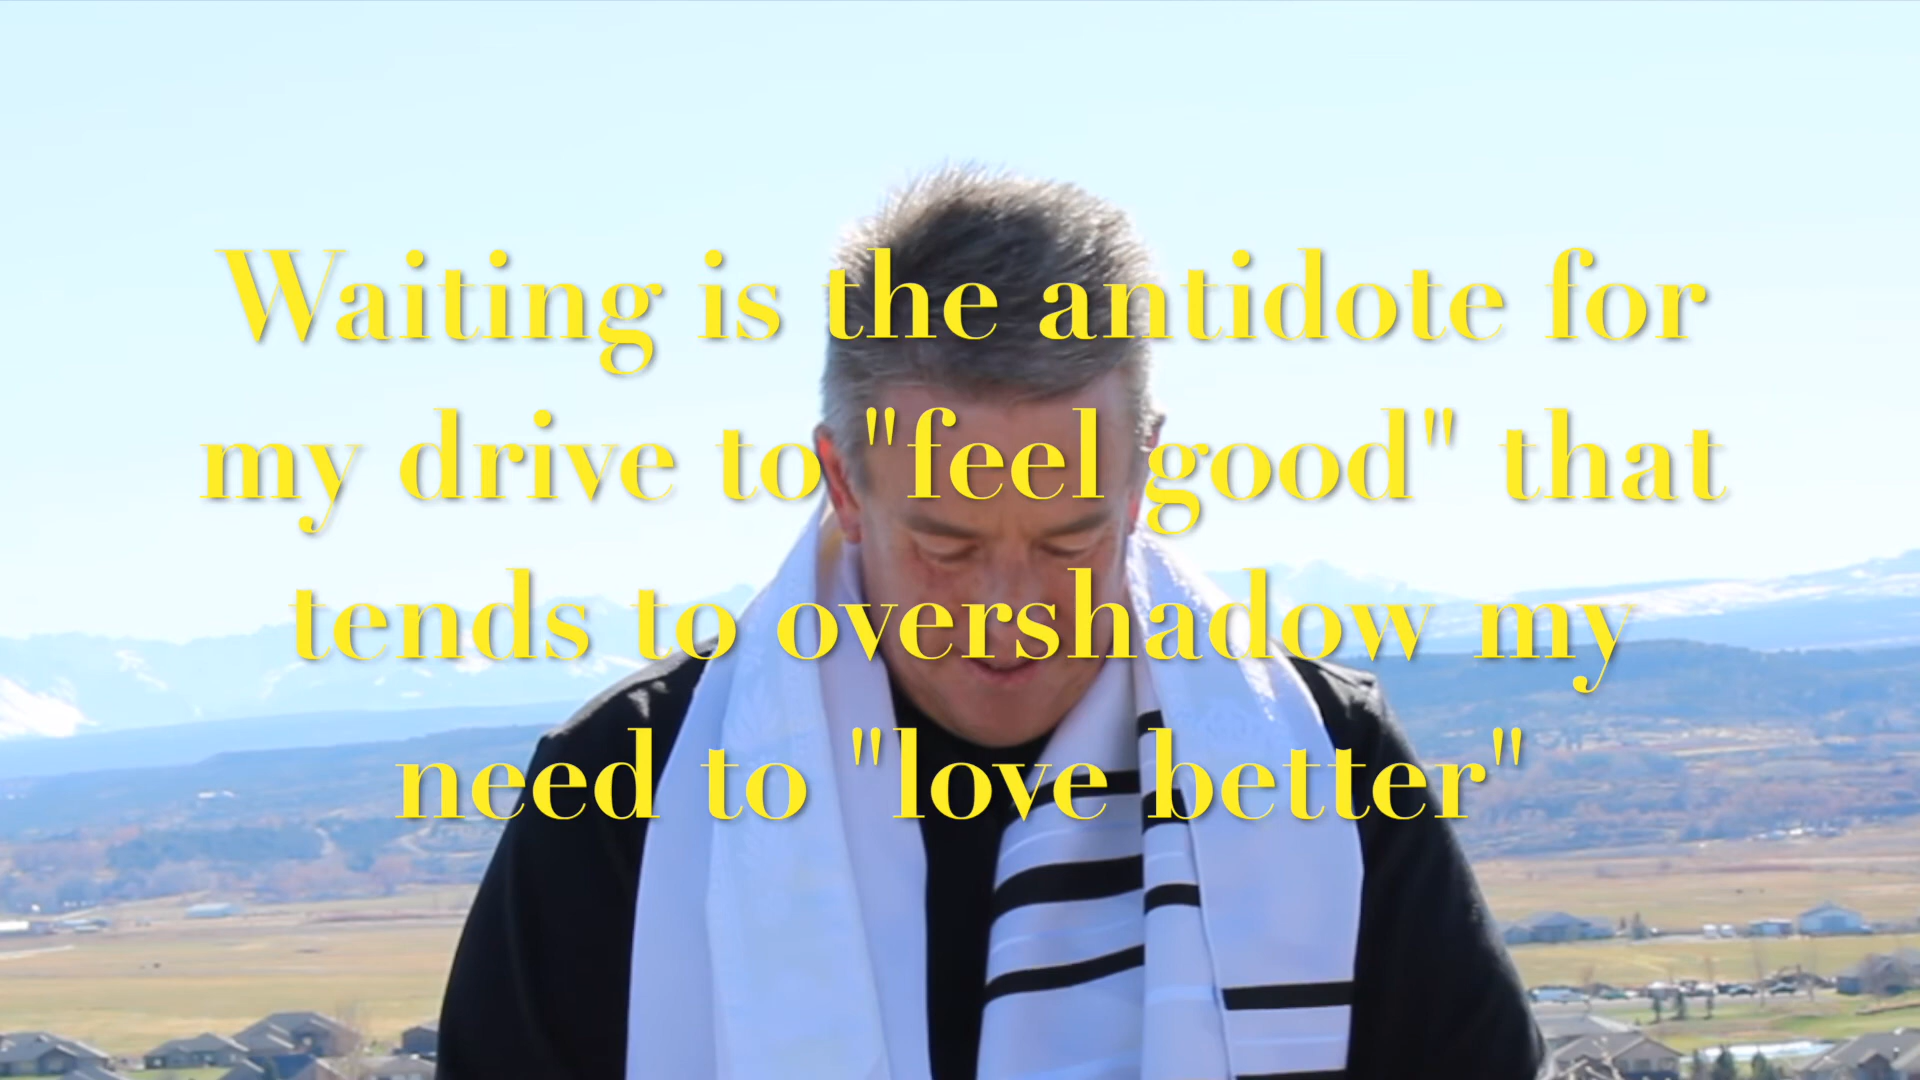 Waiting is the antidote for
my drive to "feel good" that
tends to overshadow my
need to "love better"